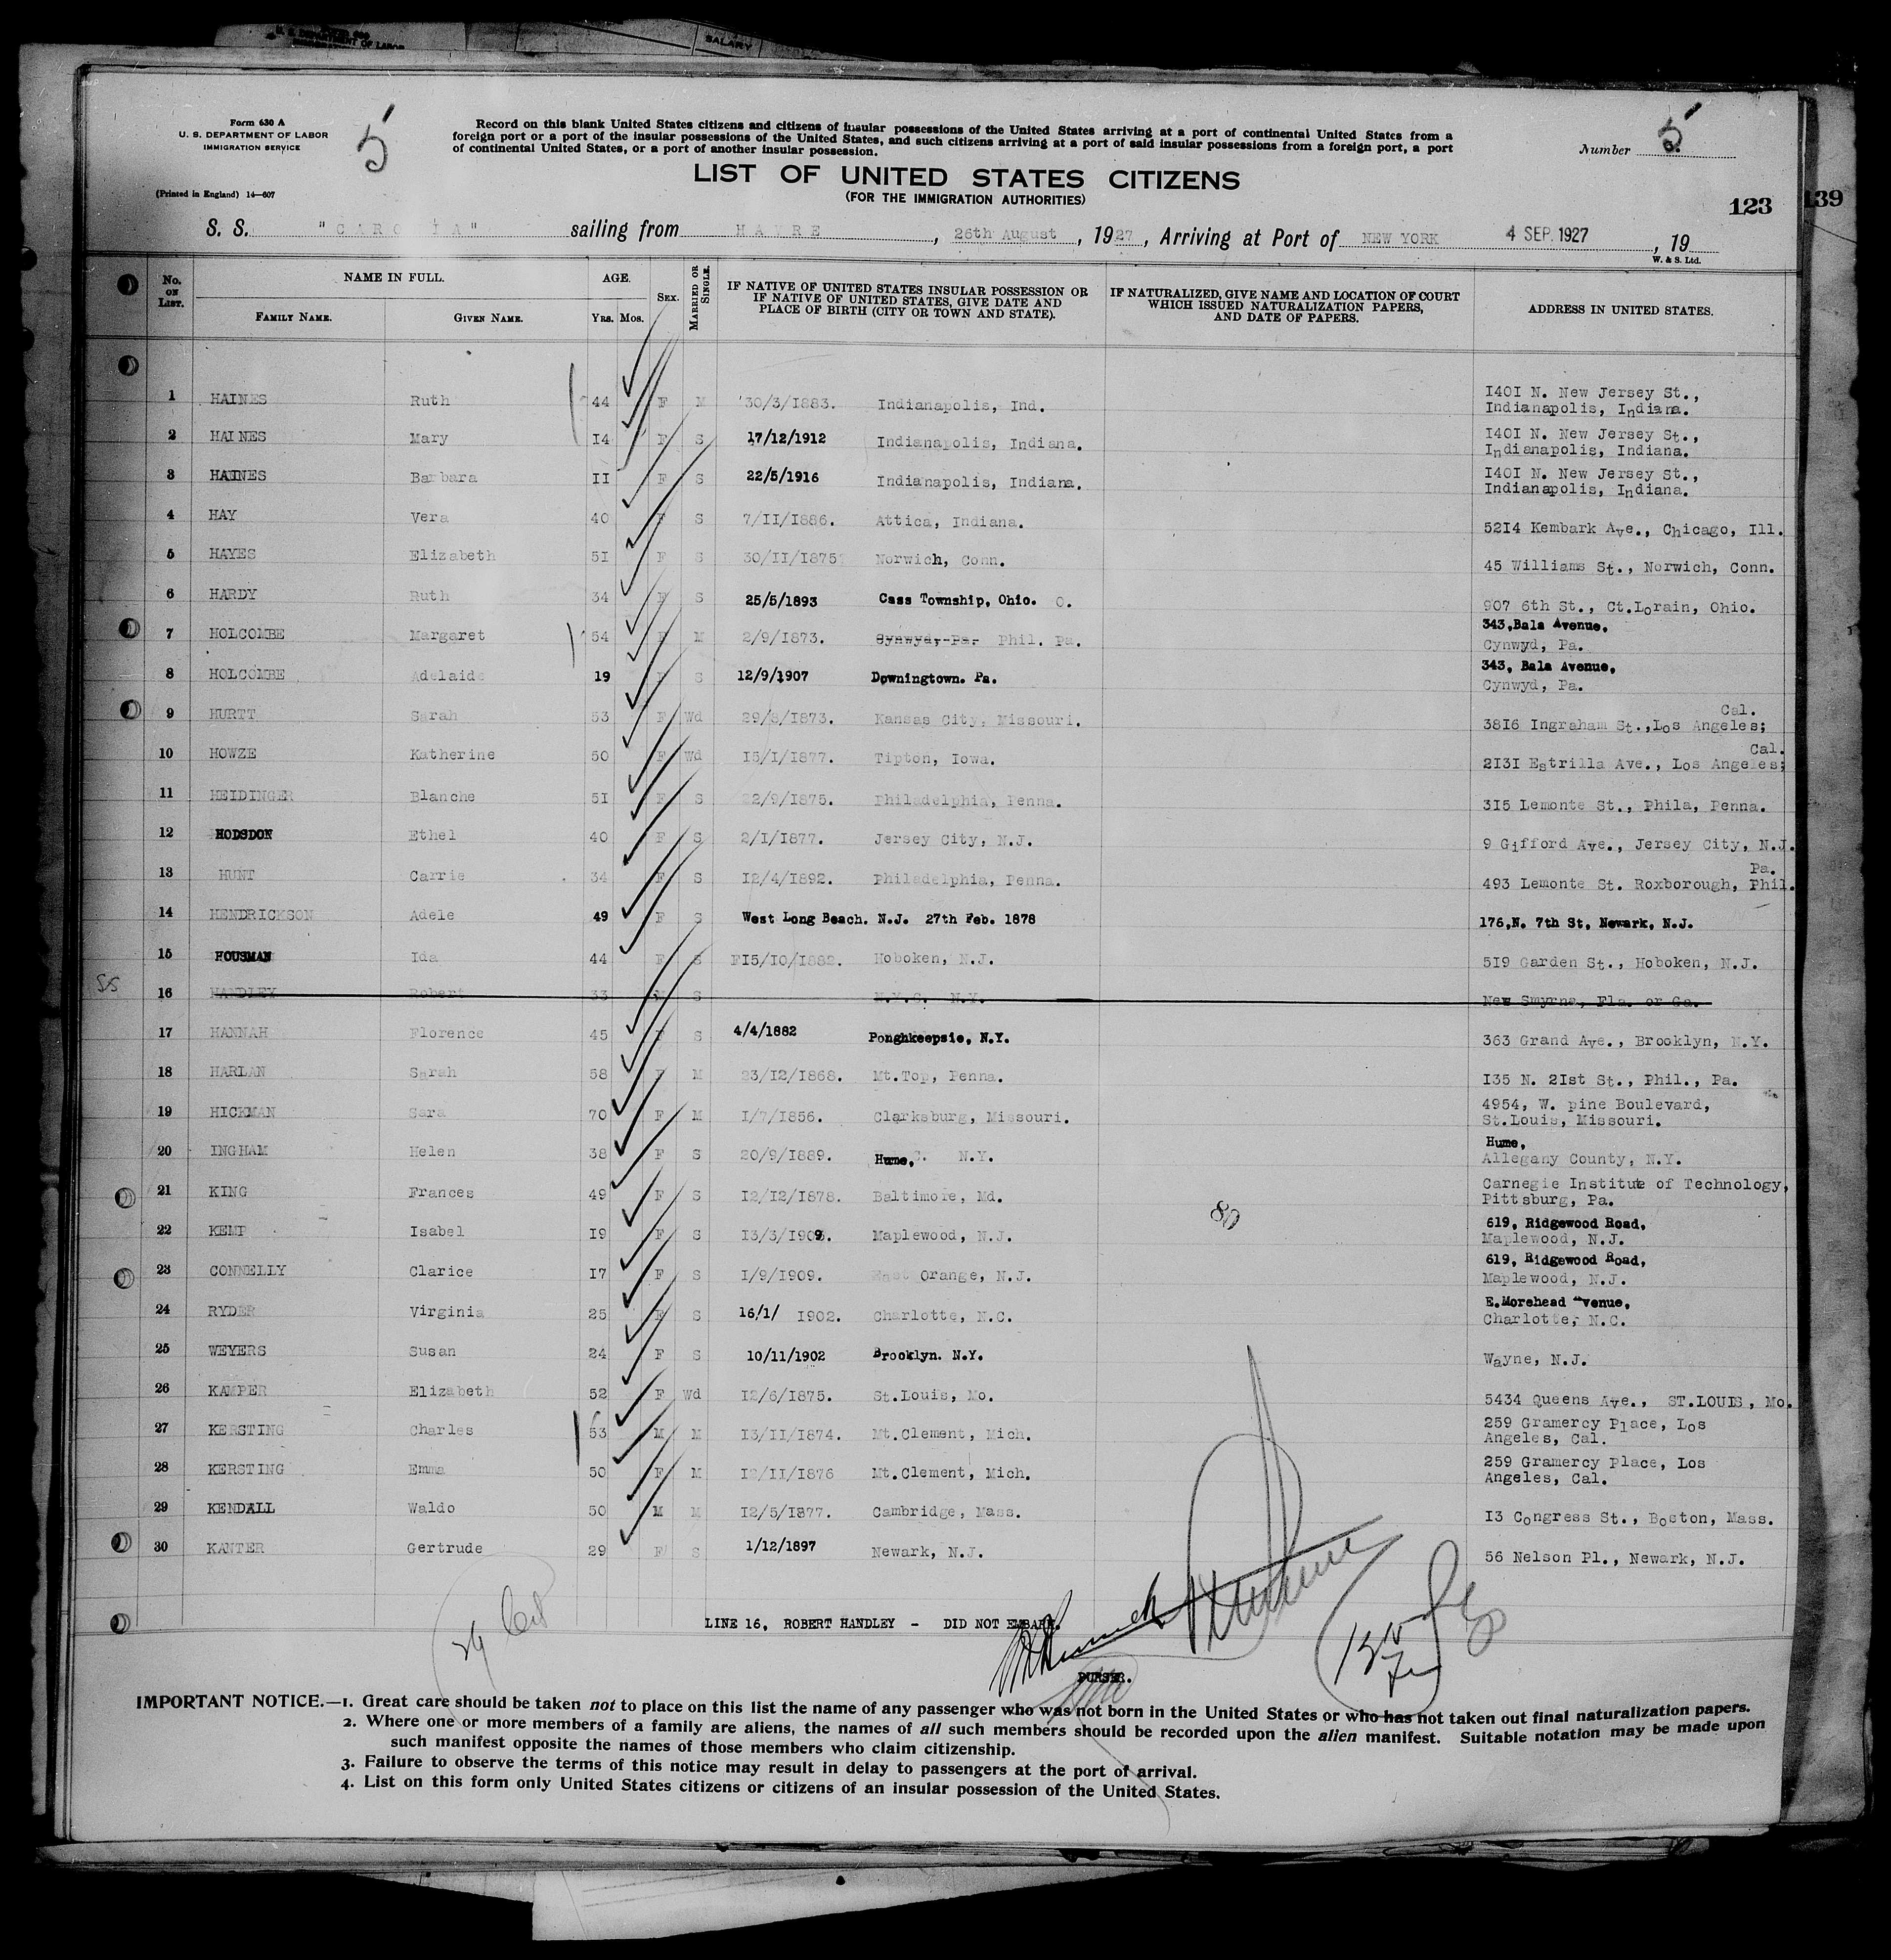 U. S. DEPARTMENT OF LABOR
SALARY
Form 630 A
U. S. DEPARTMENT OF LABOR
IMMIGRATION SERVICE
(Printed in England) 14—607
5
Record on this blank United States citizens and citizens of insular possessions of the United States arriving at a port of continental United States from a
foreign port or a port of the insular possessions of the United States, and such citizens arriving at a port of said insular possessions from a foreign port, a port
of continental United States, or a port of another insular possession.
Number 5
LIST OF UNITED STATES CITIZENS
(FOR THE IMMIGRATION AUTHORITIES)
123
139
S. S. "CARONIA" sailing from HAVRE, 26th August, 1927, Arriving at Port of NEW YORK 4 SEP. 1927, 19
W. & S. Ltd.
No. ON LIST. NAME IN FULL. FAMILY NAME. GIVEN NAME. AGE. YRS. MOS. SEX. MARRIED OR SINGLE. IF NATIVE OF UNITED STATES INSULAR POSSESSION OR IF NATIVE OF UNITED STATES, GIVE DATE AND PLACE OF BIRTH (CITY OR TOWN AND STATE). IF NATURALIZED, GIVE NAME AND LOCATION OF COURT WHICH ISSUED NATURALIZATION PAPERS, AND DATE OF PAPERS. ADDRESS IN UNITED STATES.
1 HAINES Ruth 44 F M 30/3/1883. Indianapolis, Ind. 1401 N. New Jersey St., Indianapolis, Indiana.
2 HAINES Mary 14 F S 17/12/1912 Indianapolis, Indiana. 1401 N. New Jersey St., Indianapolis, Indiana.
3 HAINES Barbara 11 F S 22/5/1916 Indianapolis, Indiana. 1401 N. New Jersey St., Indianapolis, Indiana.
4 HAY Vera 40 F S 7/11/1886. Attica, Indiana. 5214 Kembark Ave., Chicago, Ill.
5 HAYES Elizabeth 51 F S 30/11/1875 Norwich, Conn. 45 Williams St., Norwich, Conn.
6 HARDY Ruth 34 F S 25/5/1893 Cass Township, Ohio. O. 907 6th St., Ct.Lorain, Ohio.
7 HOLCOMBE Margaret 54 F M 2/9/1873. Cynwyd, Pa. Phil. Pa. 343, Bala Avenue, Cynwyd, Pa.
8 HOLCOMBE Adelaide 19 F S 12/9/1907 Downingtown. Pa. 343, Bala Avenue, Cynwyd, Pa.
9 HURTT Sarah 53 F Wd 29/8/1873. Kansas City, Missouri. 3816 Ingraham St., Los Angeles; Cal.
10 HOWZE Katherine 50 F Wd 15/1/1877. Tipton, Iowa. 2131 Estrilla Ave., Los Angeles; Cal.
11 HEIDINGER Blanche 51 F S 22/9/1875. Philadelphia, Penna. 315 Lemonte St., Phila, Penna.
12 HODSDON Ethel 40 F S 2/1/1877. Jersey City, N.J. 9 Gifford Ave., Jersey City, N.J.
13 HUNT Carrie 34 F S 12/4/1892. Philadelphia, Penna. 493 Lemonte St. Roxborough, Phil. Pa.
14 HENDRICKSON Adele 49 F S West Long Beach. N.J. 27th Feb. 1878 176, N. 7th St, Newark, N.J.
15 HOUSMAN Ida 44 F S F15/10/1882. Hoboken, N.J. 519 Garden St., Hoboken, N.J.
SS 16 HANDLEY Robert 33 M S N.Y.C. N.Y. New Smyrna, Fla. or Ga.
17 HANNAH Florence 45 F S 4/4/1882 Poughkeepsie, N.Y. 363 Grand Ave., Brooklyn, N.Y.
18 HARLAN Sarah 58 F M 23/12/1868. Mt.Top, Penna. 135 N. 21st St., Phil., Pa.
19 HICKMAN Sara 70 F M 1/7/1856. Clarksburg, Missouri. 4954, W. pine Boulevard, St.Louis, Missouri.
20 INGHAM Helen 38 F S 20/9/1889. Hume, N.Y. Hume, Allegany County, N.Y.
21 KING Frances 49 F S 12/12/1878. Baltimore, Md. Carnegie Institute of Technology, Pittsburg, Pa.
22 KEMP Isabel 19 F S 13/3/1909. Maplewood, N.J. 619, Ridgewood Road, Maplewood, N.J.
23 CONNELLY Clarice 17 F S 1/9/1909. East Orange, N.J. 619, Ridgewood Road, Maplewood, N.J.
24 RYDER Virginia 25 F S 16/1/ 1902. Charlotte, N.C. E.Morehead Avenue, Charlotte, N.C.
25 WEYERS Susan 24 F S 10/11/1902 Brooklyn. N.Y. Wayne, N.J.
26 KAMPER Elizabeth 52 F Wd 12/6/1875. St.Louis, Mo. 5434 Queens Ave., ST.LOUIS, Mo.
27 KERSTING Charles 53 M M 13/11/1874. Mt.Clement, Mich. 259 Gramercy Place, Los Angeles, Cal.
28 KERSTING Emma 50 F M 12/11/1876 Mt.Clement, Mich. 259 Gramercy Place, Los Angeles, Cal.
29 KENDALL Waldo 50 M M 12/5/1877. Cambridge, Mass. 13 Congress St., Boston, Mass.
30 KANTER Gertrude 29 F S 1/12/1897 Newark, N.J. 56 Nelson Pl., Newark, N.J.
80
LINE 16, ROBERT HANDLEY - DID NOT EMBARK.
PURSER.
IMPORTANT NOTICE.—1. Great care should be taken not to place on this list the name of any passenger who was not born in the United States or who has not taken out final naturalization papers.
2. Where one or more members of a family are aliens, the names of all such members should be recorded upon the alien manifest. Suitable notation may be made upon
such manifest opposite the names of those members who claim citizenship.
3. Failure to observe the terms of this notice may result in delay to passengers at the port of arrival.
4. List on this form only United States citizens or citizens of an insular possession of the United States.